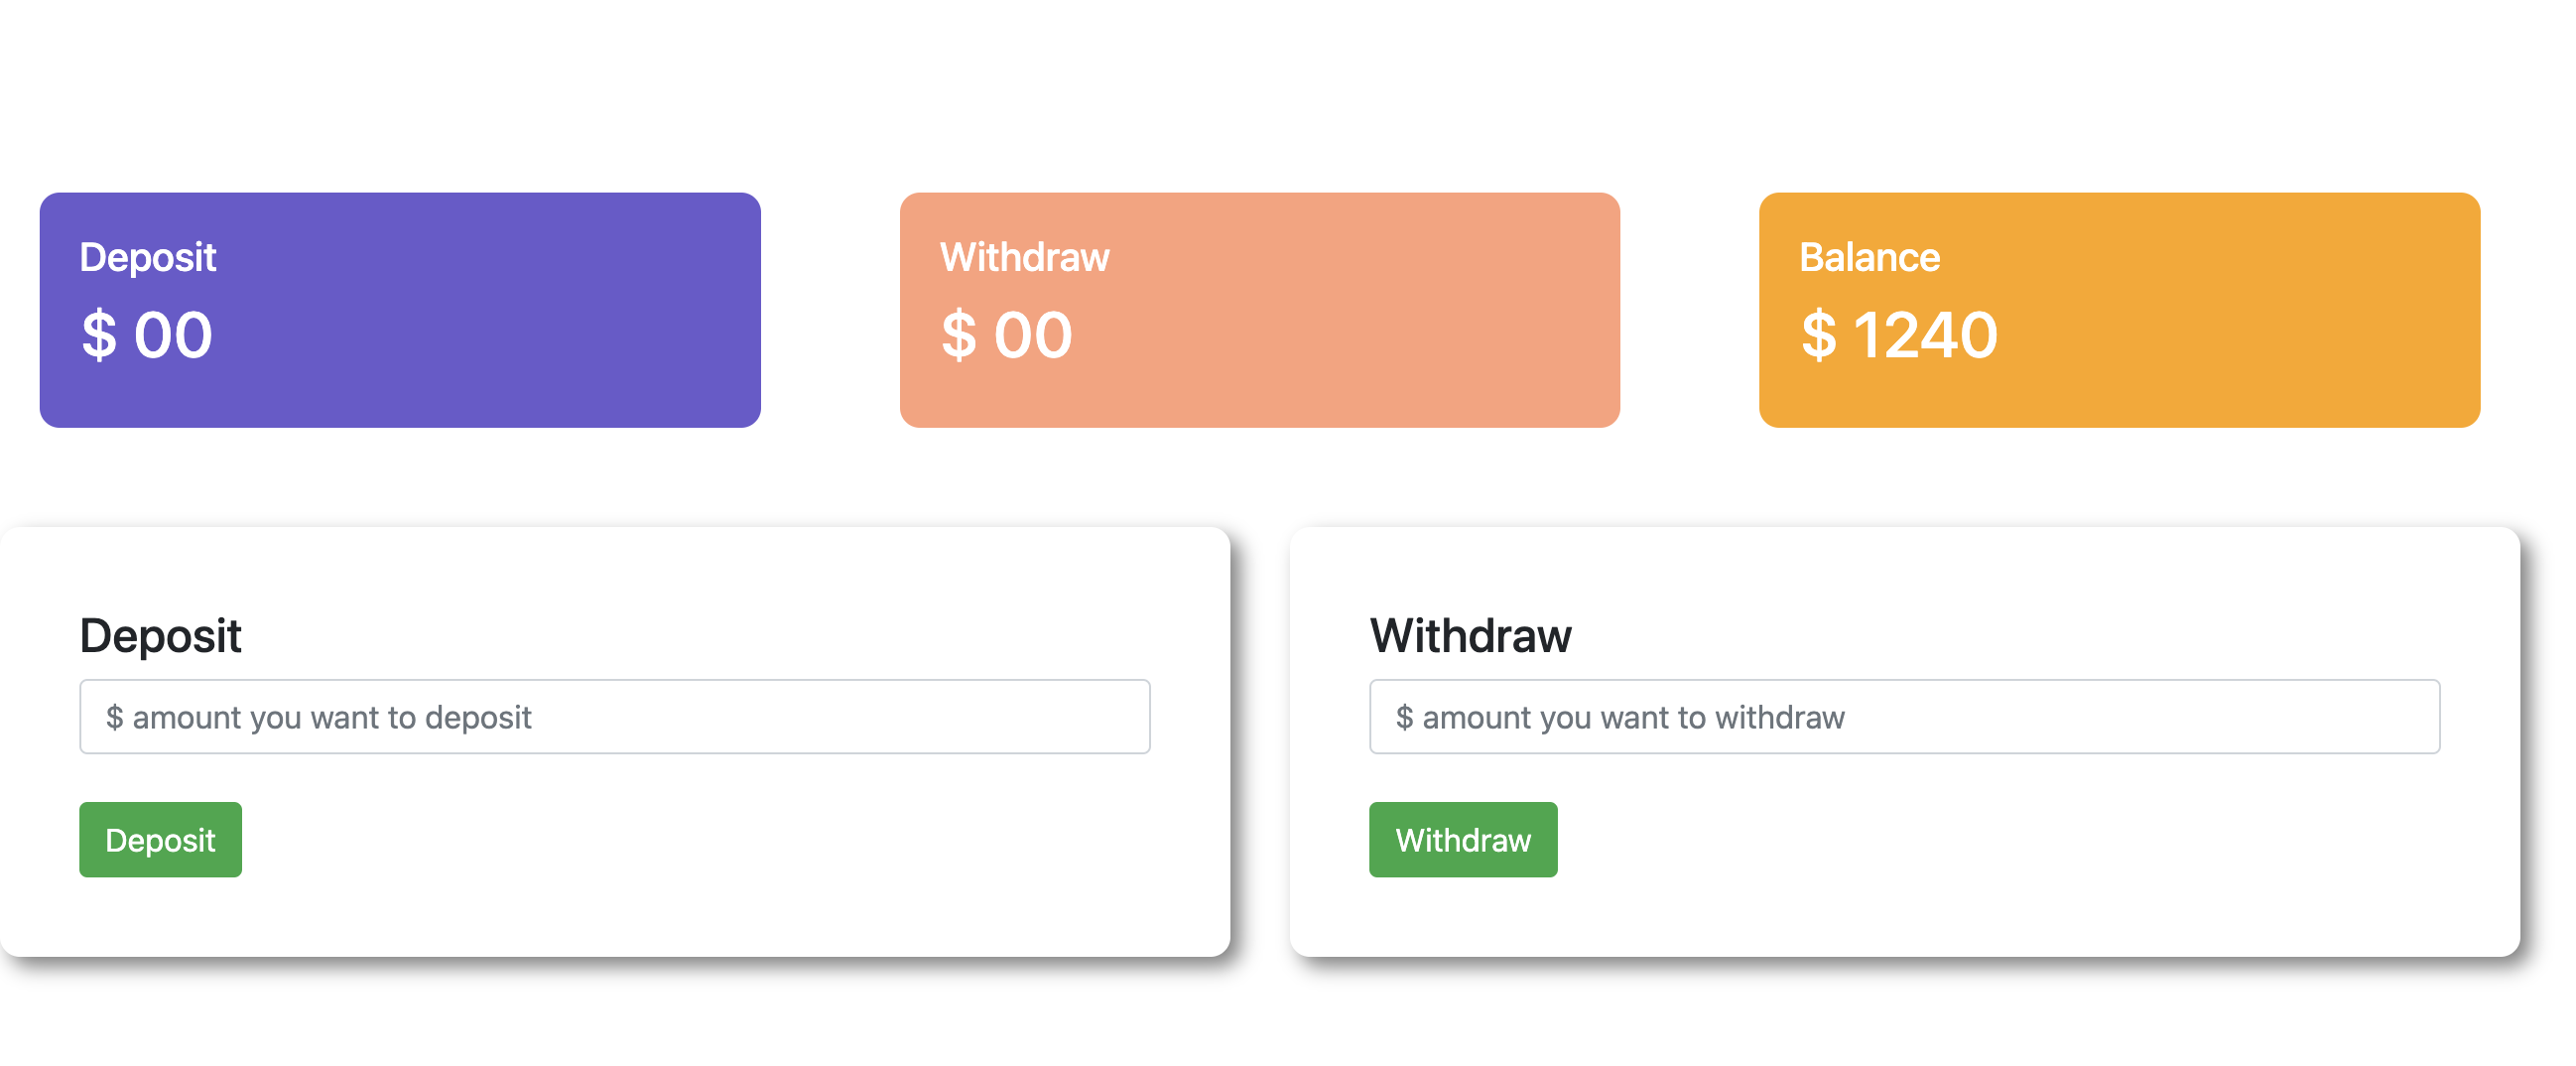 Deposit
$ 00
Withdraw
$ 00
Balance
$ 1240
Deposit
$ amount you want to deposit
Deposit
Withdraw
$ amount you want to withdraw
Withdraw